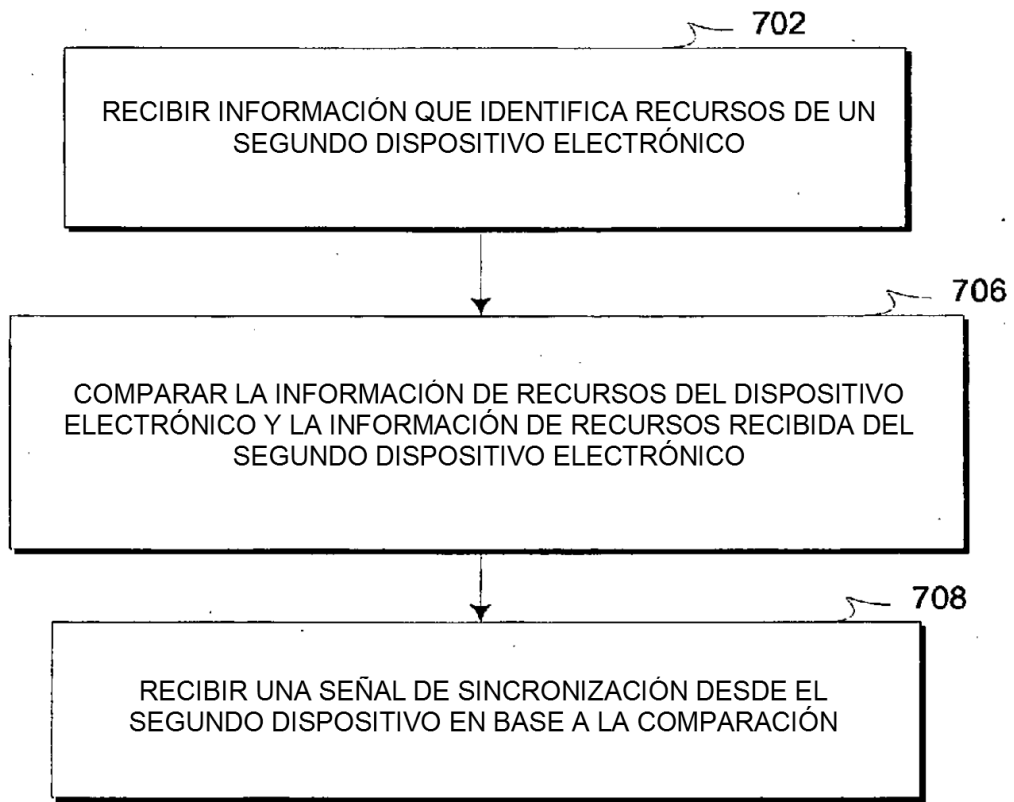 702
RECIBIR INFORMACIÓN QUE IDENTIFICA RECURSOS DE UN
SEGUNDO DISPOSITIVO ELECTRÓNICO
706
COMPARAR LA INFORMACIÓN DE RECURSOS DEL DISPOSITIVO
ELECTRÓNICO Y LA INFORMACIÓN DE RECURSOS RECIBIDA DEL
SEGUNDO DISPOSITIVO ELECTRÓNICO
708
RECIBIR UNA SEÑAL DE SINCRONIZACIÓN DESDE EL
SEGUNDO DISPOSITIVO EN BASE A LA COMPARACIÓN